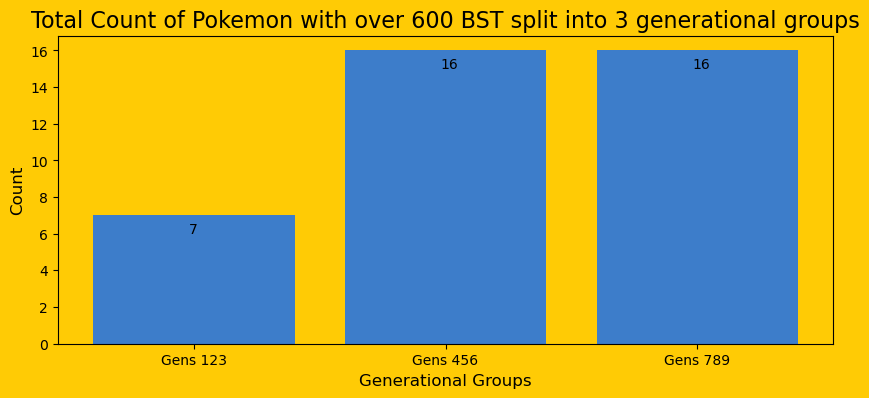 Total Count of Pokemon with over 600 BST split into 3 generational groups
16
14
12
10
8
6
4
2
0
Count
7
16
16
Gens 123
Gens 456
Gens 789
Generational Groups